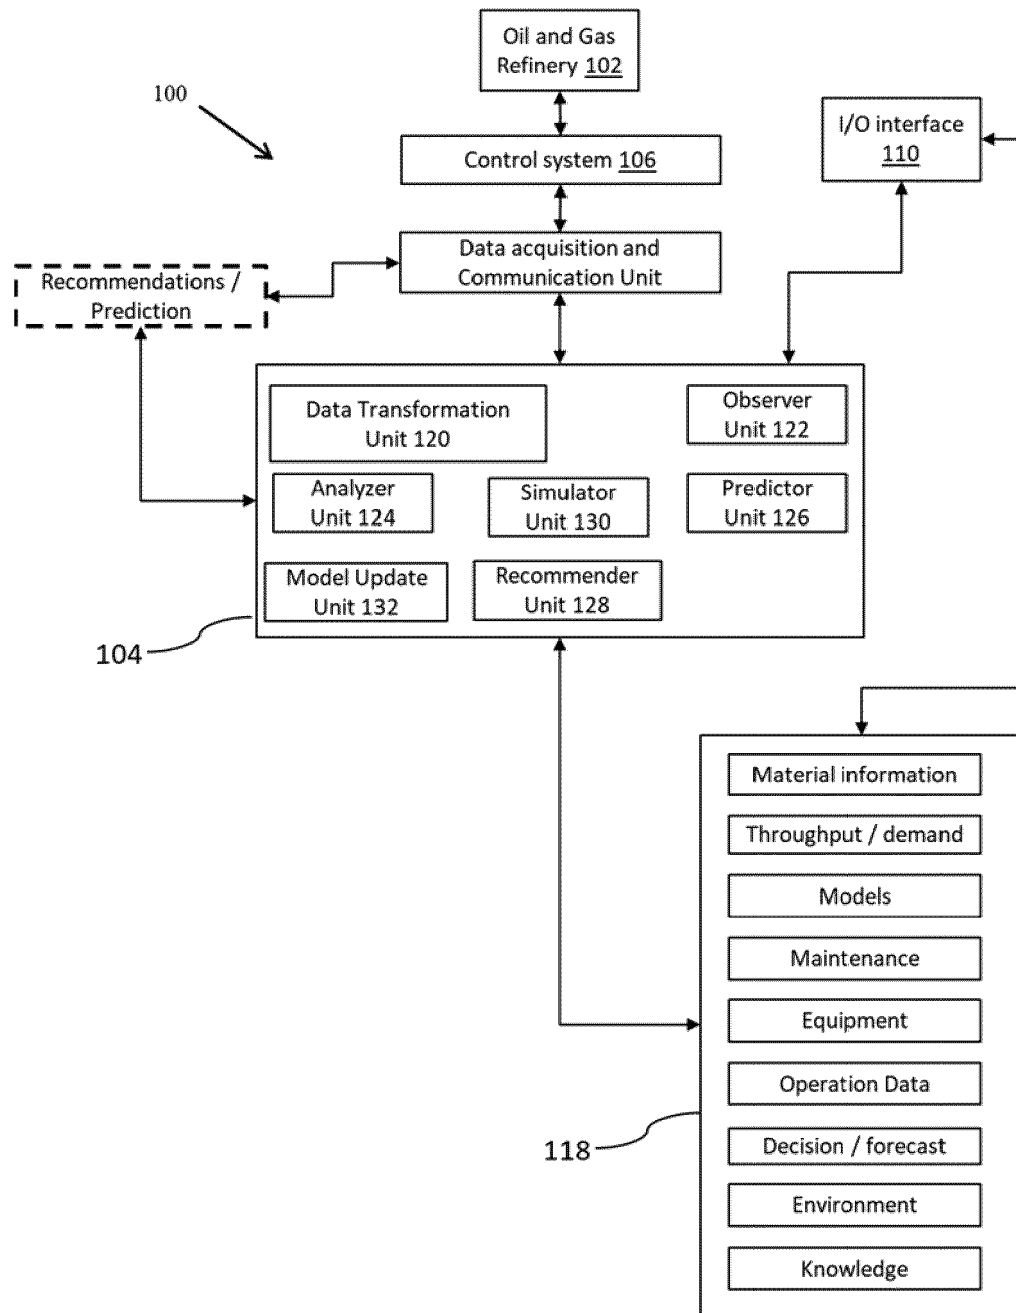 Oil and Gas
Refinery 102
100
I/O interface
110
Control system 106
Data acquisition and
Communication Unit
Recommendations /
Prediction
Data Transformation
Unit 120
Observer
Unit 122
Analyzer
Unit 124
Simulator
Unit 130
Predictor
Unit 126
Model Update
Unit 132
Recommender
Unit 128
104
Material information
Throughput / demand
Models
Maintenance
Equipment
Operation Data
118
Decision / forecast
Environment
Knowledge